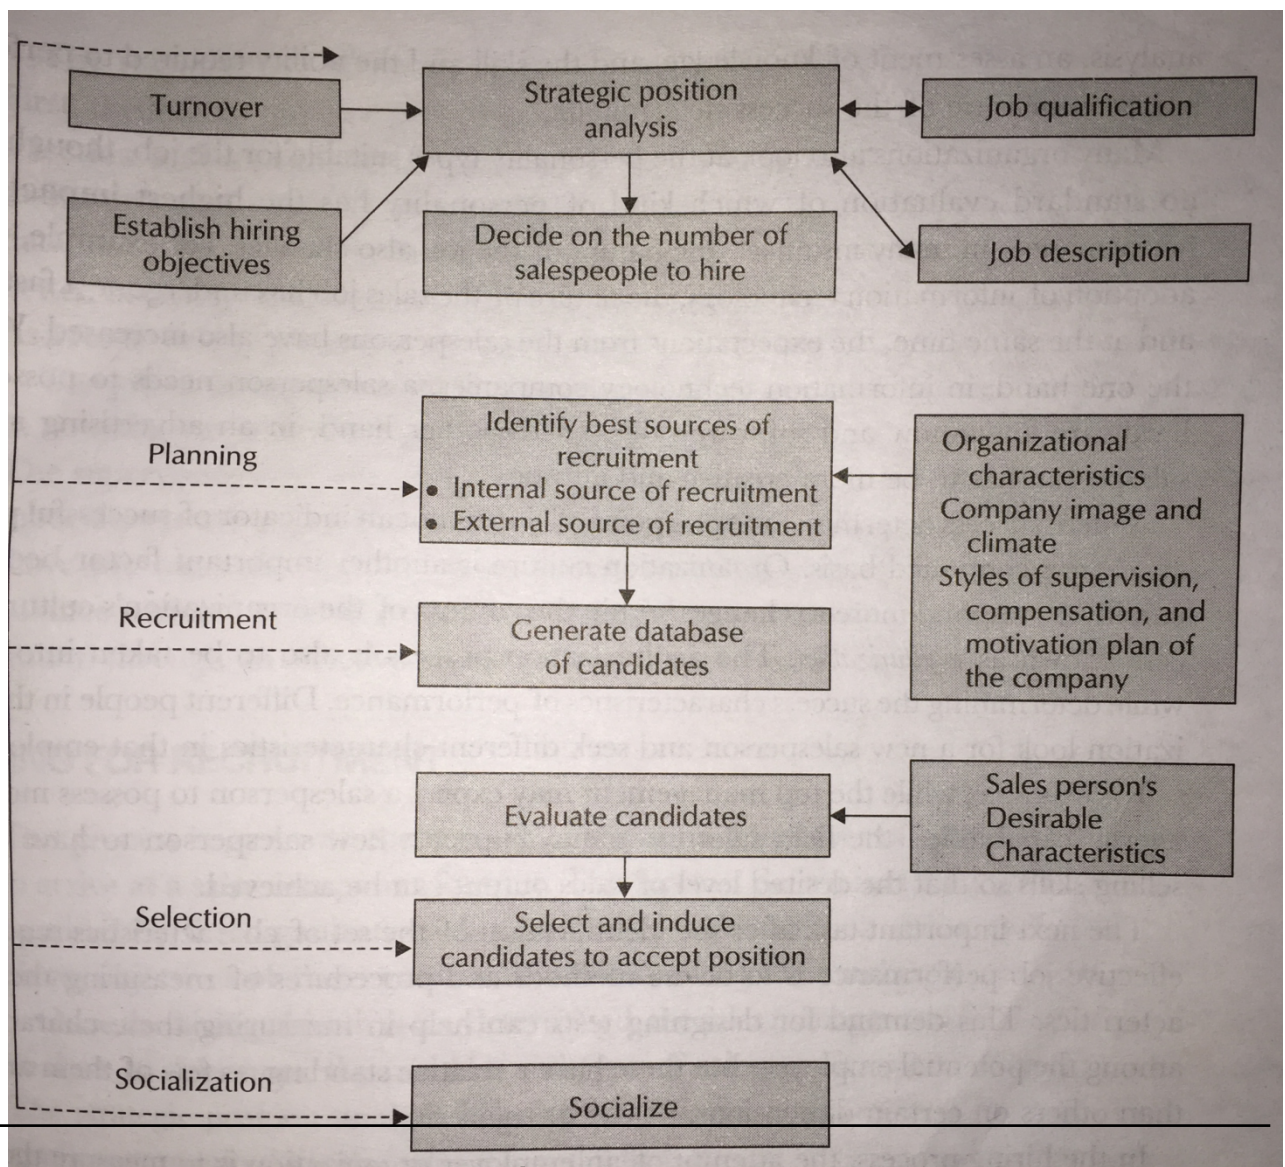 Turnover
Strategic position
analysis
Job qualification
Establish hiring
objectives
Decide on the number of
salespeople to hire
Job description
Planning
Identify best sources of
recruitment
• Internal source of recruitment
• External source of recruitment
Organizational
characteristics
Company image and
climate
Styles of supervision,
compensation, and
motivation plan of
the company
Recruitment
Generate database
of candidates
Evaluate candidates
Sales person's
Desirable
Characteristics
Selection
Select and induce
candidates to accept position
Socialization
Socialize